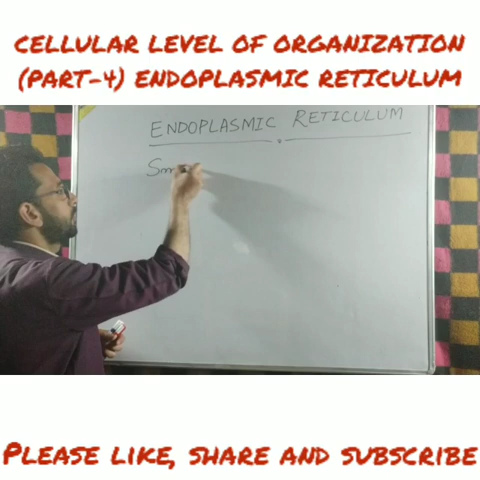 CELLULAR LEVEL OF ORGANIZATION
(PART-4) ENDOPLASMIC RETICULUM
ENDOPLASMIC RETICULUM
PLEASE LIKE, SHARE AND SUBSCRIBE